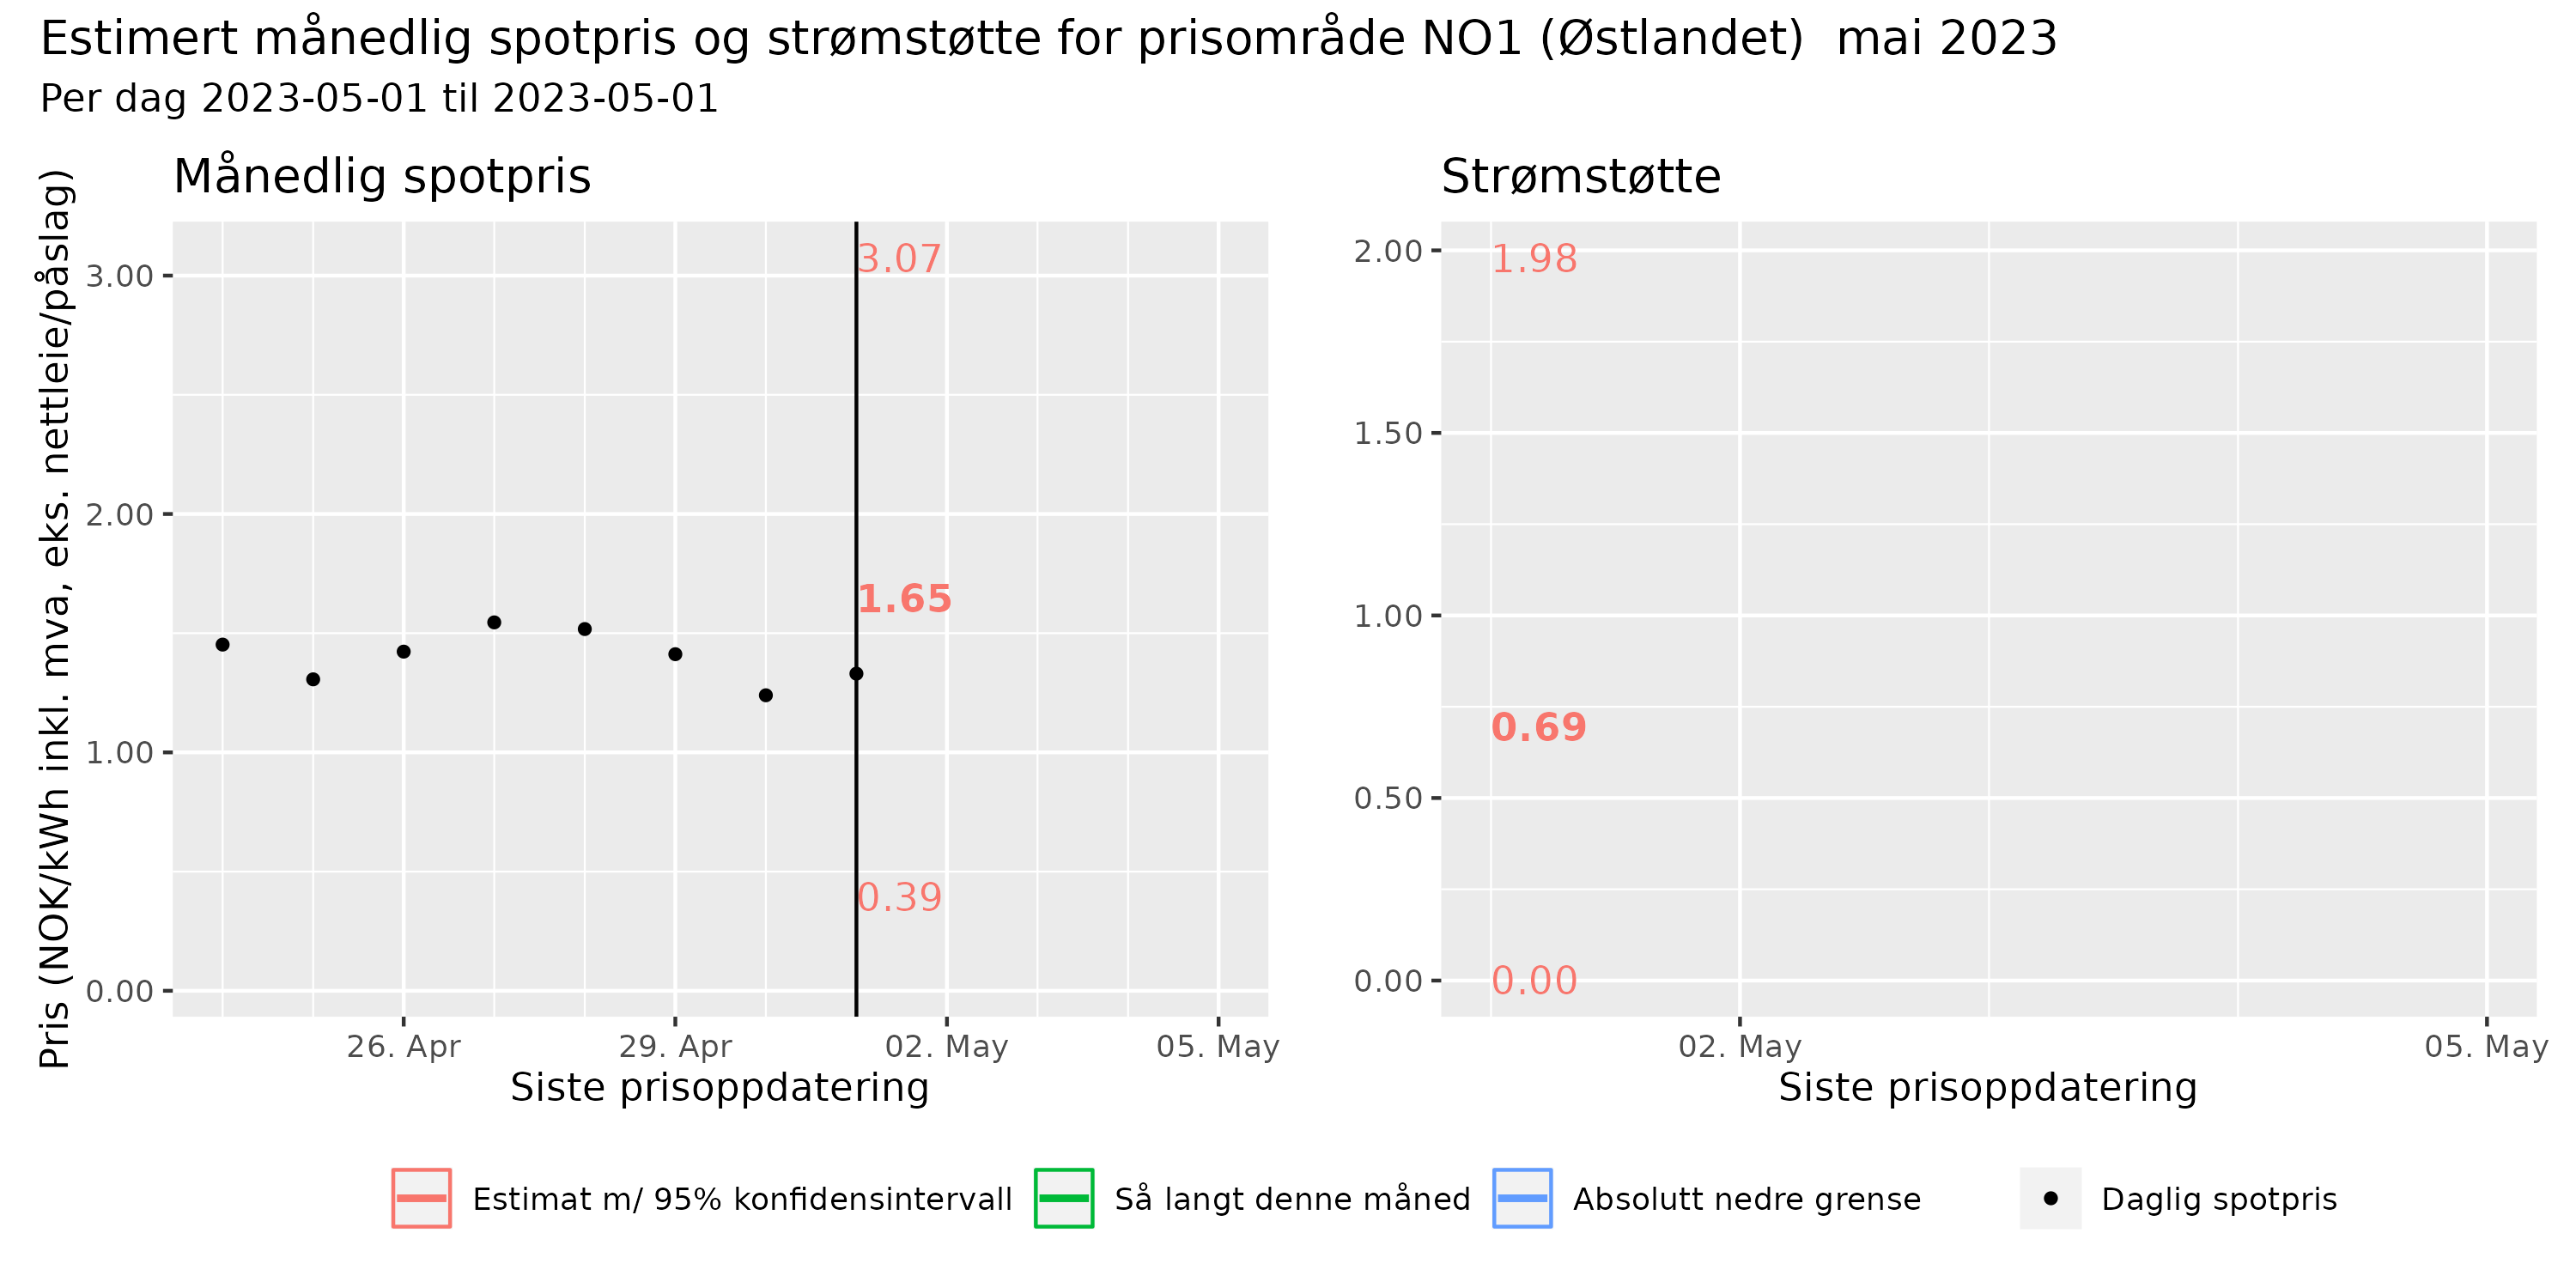 Estimert månedlig spotpris og strømstøtte for prisområde NO1 (Østlandet)  mai 2023
Per dag 2023-05-01 til 2023-05-01
Månedlig spotpris
Pris (NOK/kWh inkl. mva, eks. nettleie/påslag)
3.00
2.00
1.00
0.00
3.07
1.65
0.39
26. Apr
29. Apr
02. May
05. May
Siste prisoppdatering
Strømstøtte
2.00
1.50
1.00
0.50
0.00
1.98
0.69
0.00
02. May
05. May
Siste prisoppdatering
Estimat m/ 95% konfidensintervall
Så langt denne måned
Absolutt nedre grense
Daglig spotpris